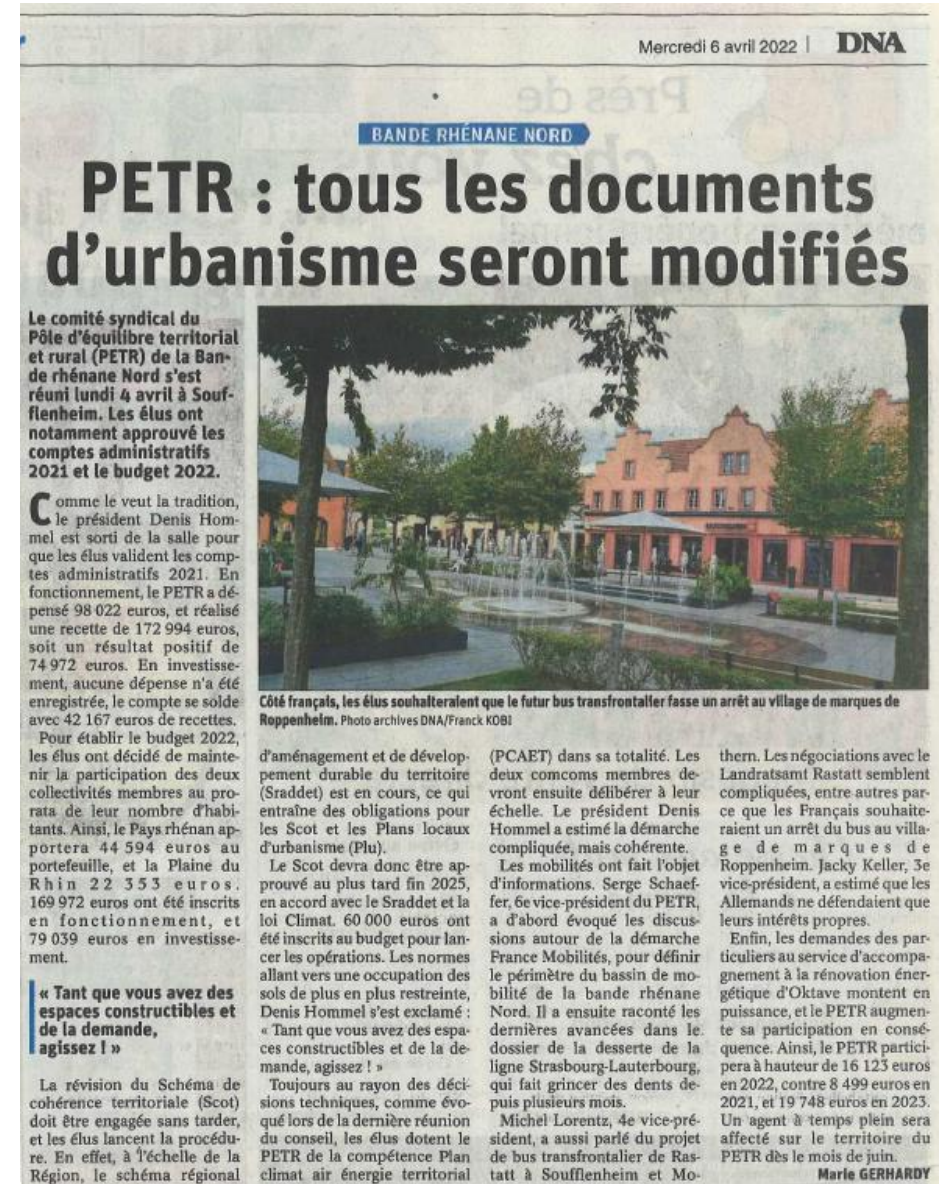 Mercredi 6 avril 2022 | DNA
BANDE RHÉNANE NORD
PETR : tous les documents
d'urbanisme seront modifiés
Le comité syndical du
Pôle d'équilibre territorial
et rural (PETR) de la Ban-
de rhénane Nord s'est
réuni lundi 4 avril à Souf-
flenheim. Les élus ont
notamment approuvé les
comptes administratifs
2021 et le budget 2022.
Comme le veut la tradition,
le président Denis Hom-
mel est sorti de la salle pour
que les élus valident les comp-
tes administratifs 2021. En
fonctionnement, le PETR a dé-
pensé 98 022 euros, et réalisé
une recette de 172 994 euros,
soit un résultat positif de
74 972 euros. En investisse-
ment, aucune dépense n'a été
enregistrée, le compte se solde
avec 42 167 euros de recettes.
Pour établir le budget 2022,
les élus ont décidé de mainte-
nir la participation des deux
collectivités membres au pro-
rata de leur nombre d'habi-
tants. Ainsi, le Pays rhénan ap-
portera 44 594 euros au
portefeuille, et la Plaine du
Rhin 22 353 euros.
169 972 euros ont été inscrits
en fonctionnement, et
79 039 euros en investisse-
ment.
« Tant que vous avez des
espaces constructibles et
de la demande,
agissez ! »
La révision du Schéma de
cohérence territoriale (Scot)
doit être engagée sans tarder,
et les élus lancent la procédu-
re. En effet, à l'échelle de la
Région, le schéma régional
Côté français, les élus souhaiteraient que le futur bus transfrontalier fasse un arrêt au village de marques de
Roppenheim. Photo archives DNA/Franck KOBI
d'aménagement et de dévelop-
pement durable du territoire
(Sraddet) est en cours, ce qui
entraîne des obligations pour
les Scot et les Plans locaux
d'urbanisme (Plu).
Le Scot devra donc être ap-
prouvé au plus tard fin 2025,
en accord avec le Sraddet et la
loi Climat. 60 000 euros ont
été inscrits au budget pour lan-
cer les opérations. Les normes
allant vers une occupation des
sols de plus en plus restreinte,
Denis Hommel s'est exclamé :
« Tant que vous avez des espa-
ces constructibles et de la de-
mande, agissez ! »
Toujours au rayon des déci-
sions techniques, comme évo-
qué lors de la dernière réunion
du conseil, les élus dotent le
PETR de la compétence Plan
climat air énergie territorial
(PCAET) dans sa totalité. Les
deux comcoms membres de-
vront ensuite délibérer à leur
échelle. Le président Denis
Hommel a estimé la démarche
compliquée, mais cohérente.
Les mobilités ont fait l'objet
d'informations. Serge Schaef-
fer, 6e vice-président du PETR,
a d'abord évoqué les discus-
sions autour de la démarche
France Mobilités, pour définir
le périmètre du bassin de mo-
bilité de la bande rhénane
Nord. Il a ensuite raconté les
dernières avancées dans le
dossier de la desserte de la
ligne Strasbourg-Lauterbourg,
qui fait grincer des dents de-
puis plusieurs mois.
Michel Lorentz, 4e vice-pré-
sident, a aussi parlé du projet
de bus transfrontalier de Ras-
tatt à Soufflenheim et Mo-
thern. Les négociations avec le
Landratsamt Rastatt semblent
compliquées, entre autres par-
ce que les Français souhaite-
raient un arrêt du bus au villa-
ge de marques de
Roppenheim. Jacky Keller, 3e
vice-président, a estimé que les
Allemands ne défendaient que
leurs intérêts propres.
Enfin, les demandes des par-
ticuliers au service d'accompa-
gnement à la rénovation éner-
gétique d'Oktave montent en
puissance, et le PETR augmen-
te sa participation en consé-
quence. Ainsi, le PETR partici-
pera à hauteur de 16 123 euros
en 2022, contre 8 499 euros en
2021, et 19 748 euros en 2023.
Un agent à temps plein sera
affecté sur le territoire du
PETR dès le mois de juin.
Marie GERHARDY